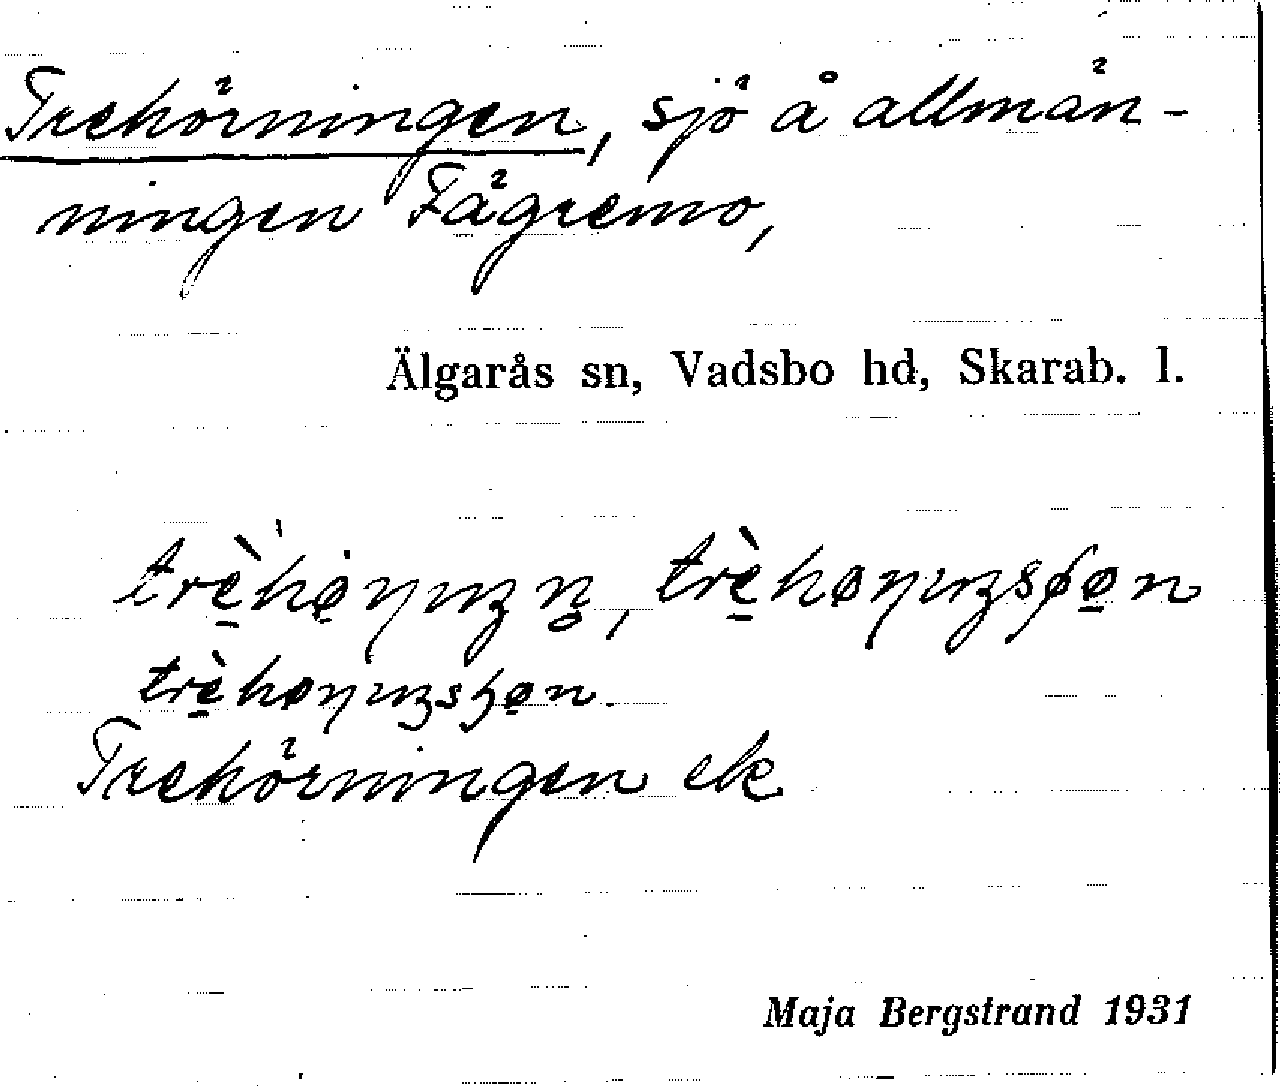 Trehörningen, sjö å allmän-
ningen Fägremo,
Älgarås sn, Vadsbo hd, Skarab. l.
Trehörningen ek
Maja Bergstrand 1931